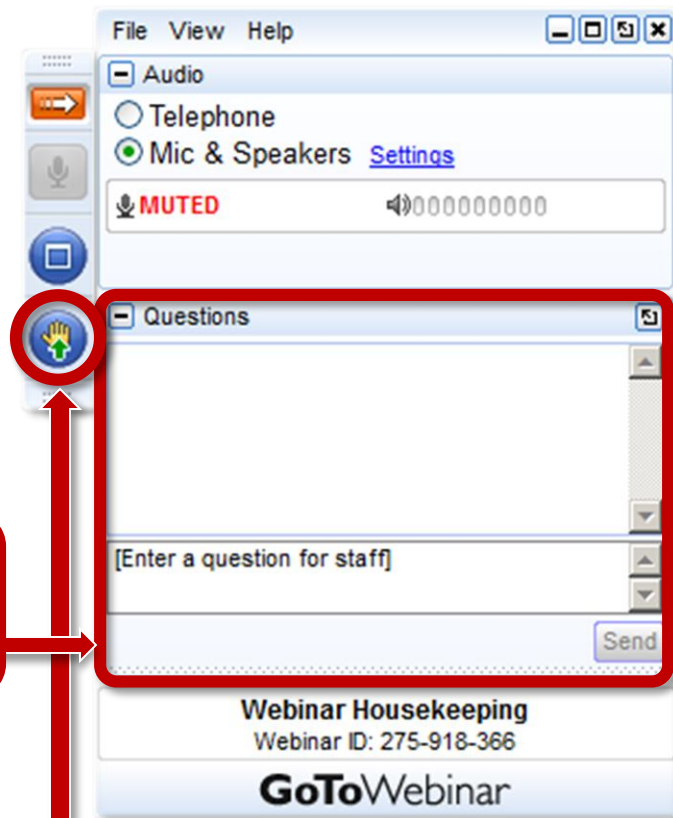 File View Help
Audio
Telephone
Mic & Speakers Settings
MUTED 000000000
Questions
[Enter a question for staff]
Send
Webinar Housekeeping
Webinar ID: 275-918-366
GoToWebinar